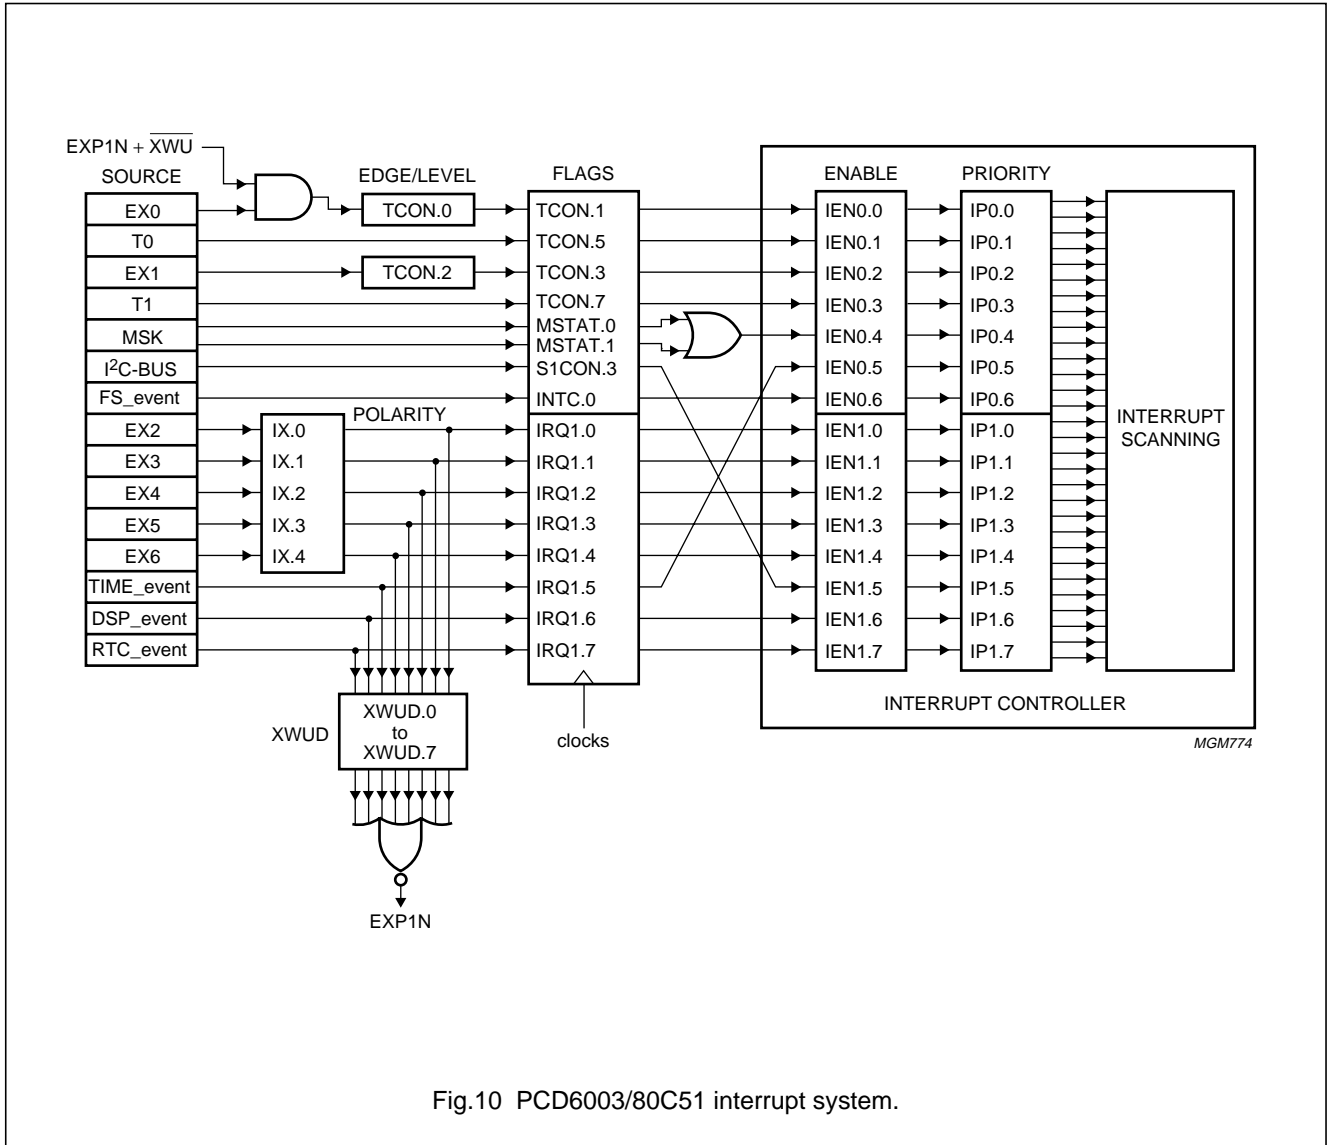 EXP1N + XWU
SOURCE
EX0
T0
EX1
T1
MSK
I²C-BUS
FS_event
EX2
EX3
EX4
EX5
EX6
TIME_event
DSP_event
RTC_event
EDGE/LEVEL
TCON.0
TCON.2
POLARITY
IX.0
IX.1
IX.2
IX.3
IX.4
XWUD
XWUD.0
to
XWUD.7
EXP1N
FLAGS
TCON.1
TCON.5
TCON.3
TCON.7
MSTAT.0
MSTAT.1
S1CON.3
INTC.0
IRQ1.0
IRQ1.1
IRQ1.2
IRQ1.3
IRQ1.4
IRQ1.5
IRQ1.6
IRQ1.7
clocks
ENABLE
IEN0.0
IEN0.1
IEN0.2
IEN0.3
IEN0.4
IEN0.5
IEN0.6
IEN1.0
IEN1.1
IEN1.2
IEN1.3
IEN1.4
IEN1.5
IEN1.6
IEN1.7
PRIORITY
IP0.0
IP0.1
IP0.2
IP0.3
IP0.4
IP0.5
IP0.6
IP1.0
IP1.1
IP1.2
IP1.3
IP1.4
IP1.5
IP1.6
IP1.7
INTERRUPT
SCANNING
INTERRUPT CONTROLLER
MGM774
Fig.10 PCD6003/80C51 interrupt system.